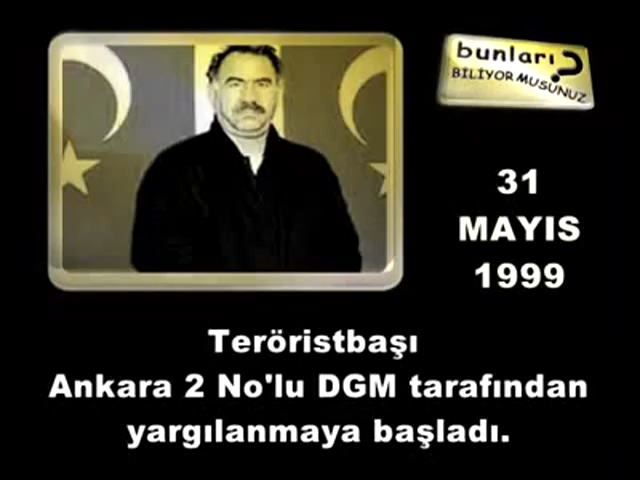 bunları?
BİLİYOR MUSUNUZ
31
MAYIS
1999
Teröristbaşı
Ankara 2 No'lu DGM tarafından
yargılanmaya başladı.